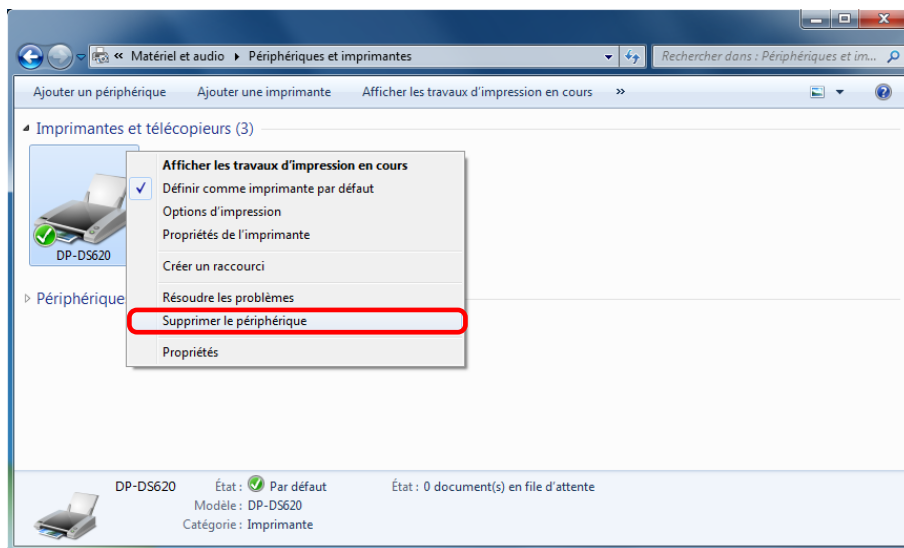 « Matériel et audio ▸ Périphériques et imprimantes
Rechercher dans : Périphériques et im...
Ajouter un périphérique Ajouter une imprimante Afficher les travaux d'impression en cours »
Imprimantes et télécopieurs (3)
DP-DS620
Afficher les travaux d'impression en cours
Définir comme imprimante par défaut
Options d'impression
Propriétés de l'imprimante
Créer un raccourci
Résoudre les problèmes
Supprimer le périphérique
Propriétés
Périphérique
DP-DS620 État : Par défaut État : 0 document(s) en file d'attente
Modèle : DP-DS620
Catégorie : Imprimante